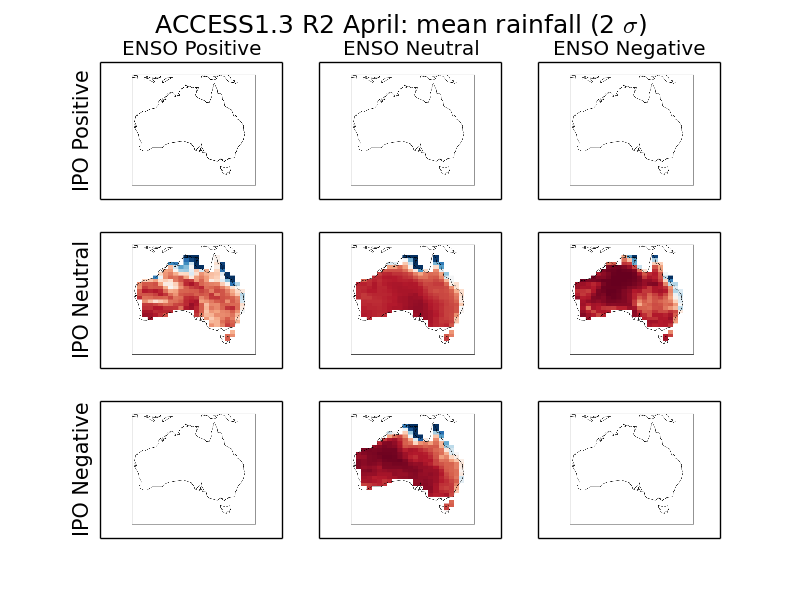 ACCESS1.3 R2 April: mean rainfall (2 σ)
ENSO Positive ENSO Neutral ENSO Negative
IPO Positive
IPO Neutral
IPO Negative